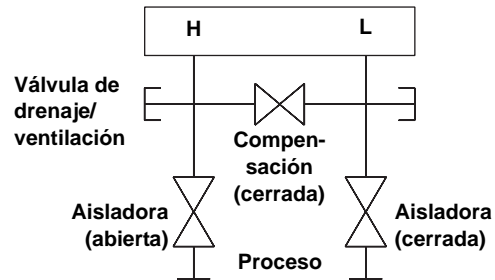 H
L
Válvula de
drenaje/
ventilación
Compen-
sación
(cerrada)
Aisladora
(abierta)
Aisladora
(cerrada)
Proceso